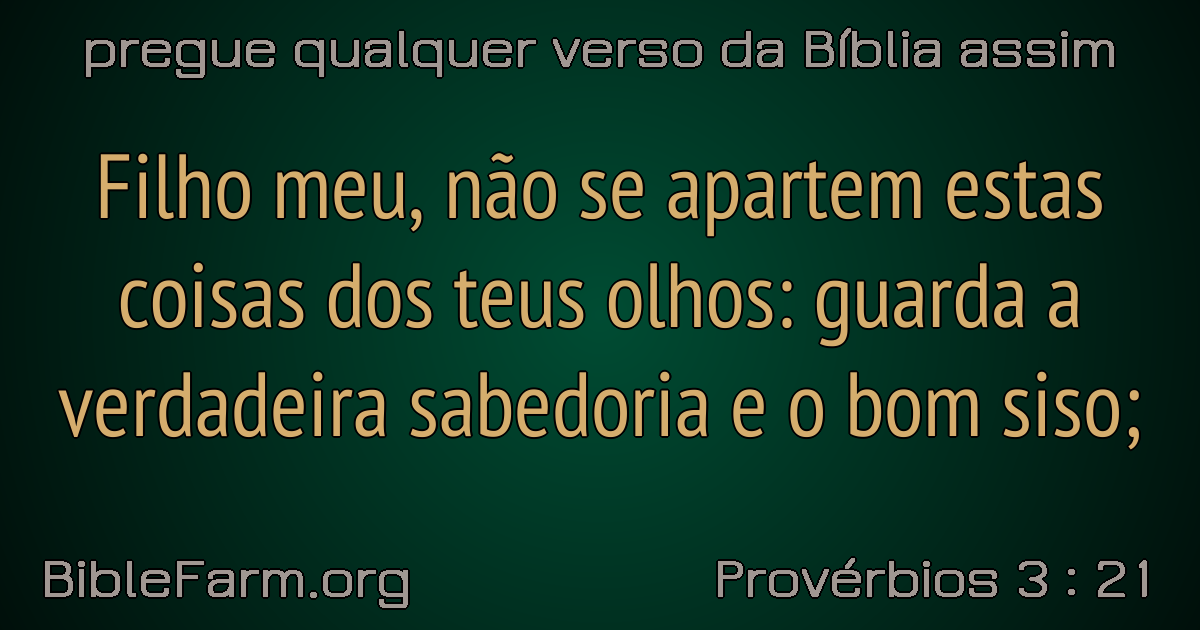 pregue qualquer verso da Bíblia assim
Filho meu, não se apartem estas
coisas dos teus olhos: guarda a
verdadeira sabedoria e o bom siso;
BibleFarm.org
Provérbios 3 : 21